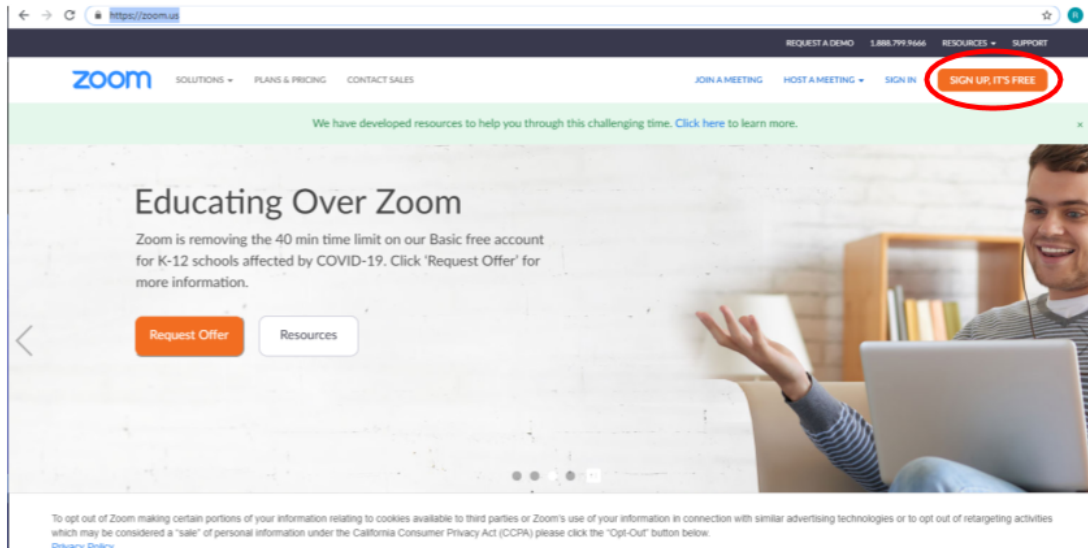 https://zoom.us
REQUEST A DEMO 1.888.799.9666 RESOURCES SUPPORT
zoom SOLUTIONS PLANS & PRICING CONTACT SALES JOIN A MEETING HOST A MEETING SIGN IN SIGN UP, IT'S FREE
We have developed resources to help you through this challenging time. Click here to learn more.
Educating Over Zoom
Zoom is removing the 40 min time limit on our Basic free account
for K-12 schools affected by COVID-19. Click 'Request Offer' for
more information.
Request Offer Resources
To opt out of Zoom making certain portions of your information relating to cookies available to third parties or Zoom's use of your information in connection with similar advertising technologies or to opt out of retargeting activities
which may be considered a "sale" of personal information under the California Consumer Privacy Act (CCPA) please click the "Opt-Out" button below.
Privacy Policy